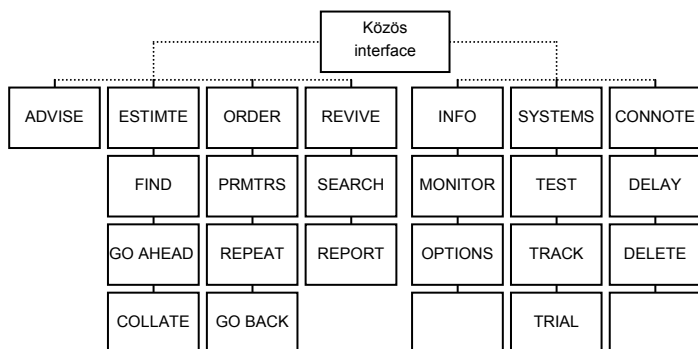 Közös
interface
ADVISE ESTIMTE ORDER REVIVE INFO SYSTEMS CONNOTE
FIND PRMTRS SEARCH MONITOR TEST DELAY
GO AHEAD REPEAT REPORT OPTIONS TRACK DELETE
COLLATE GO BACK TRIAL